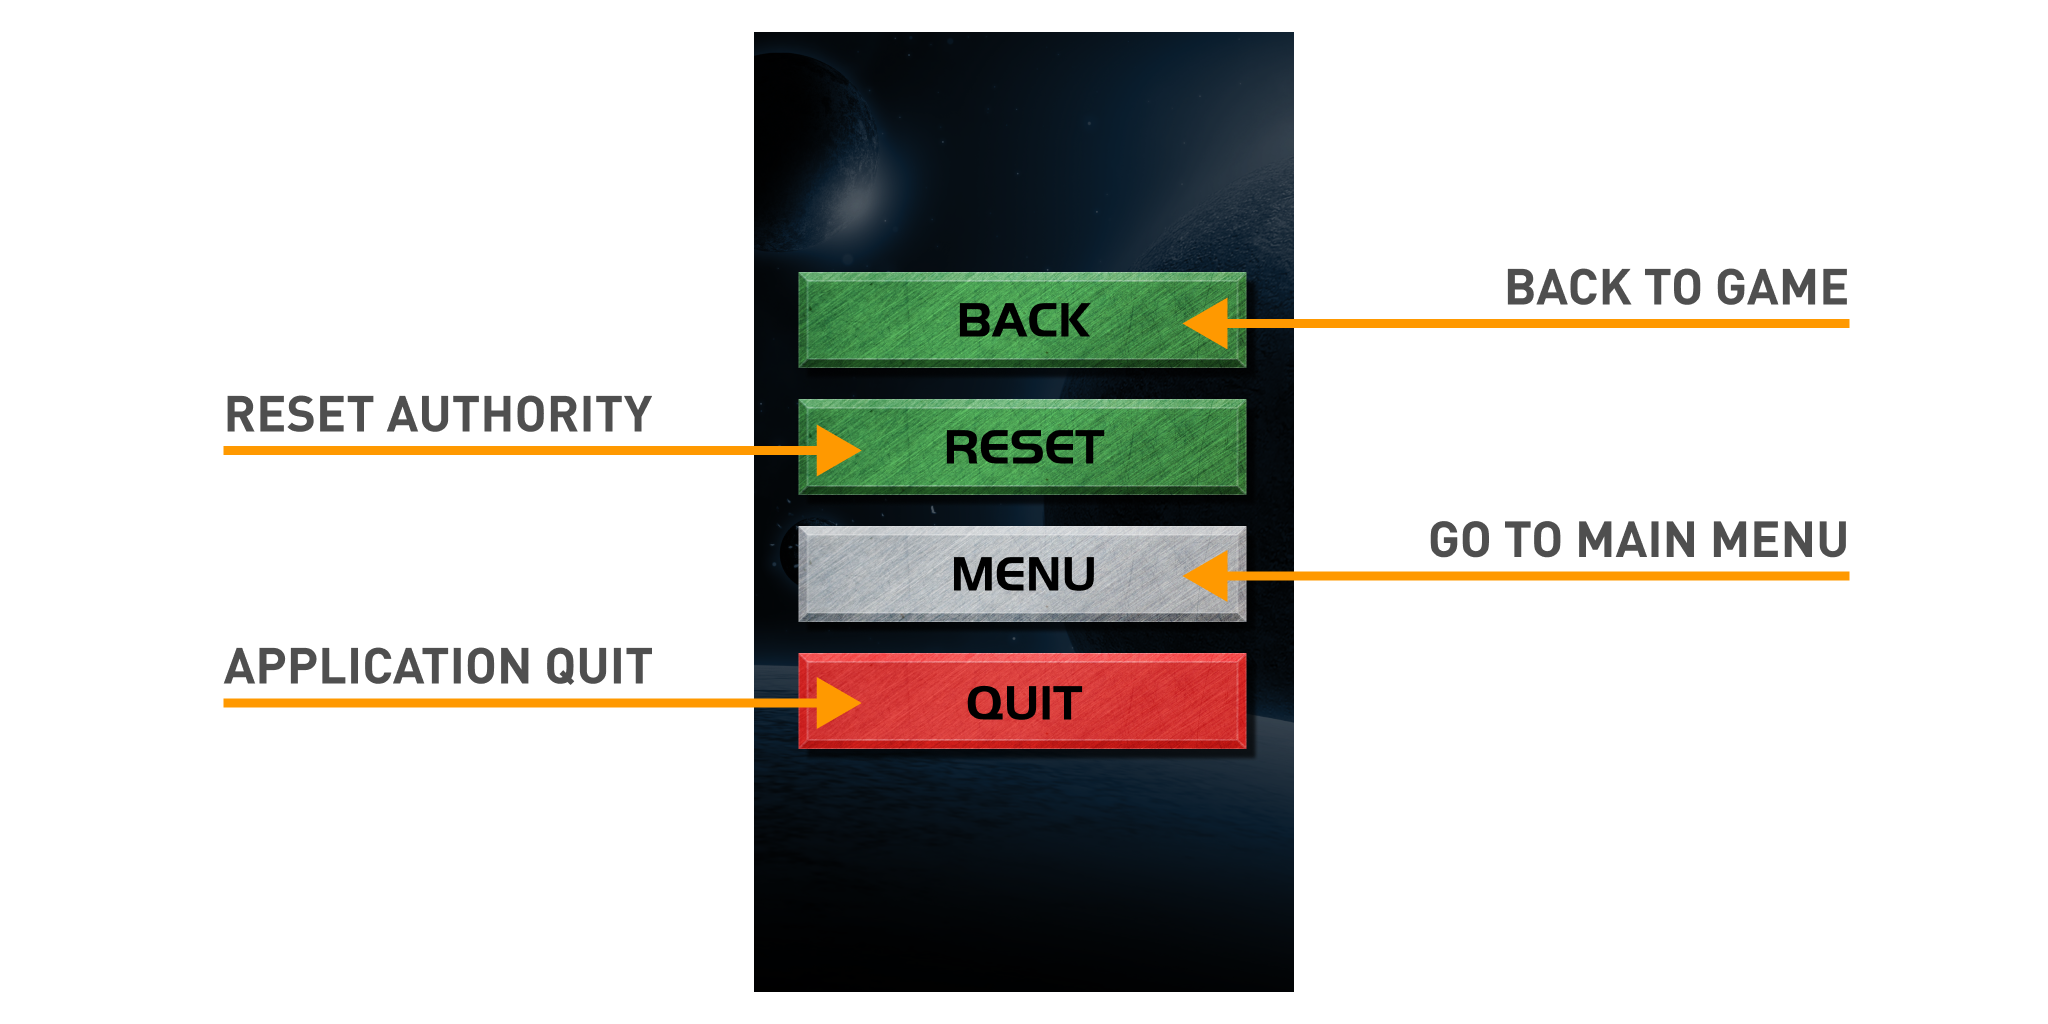 BACK TO GAME
BACK
RESET AUTHORITY
RESET
GO TO MAIN MENU
MENU
APPLICATION QUIT
QUIT